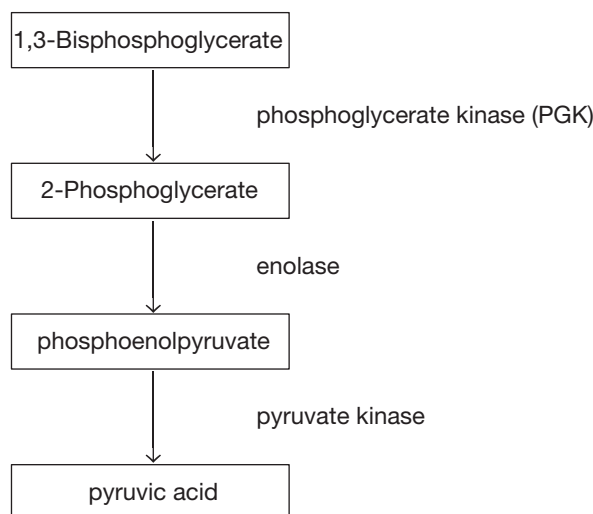 1,3-Bisphosphoglycerate
phosphoglycerate kinase (PGK)
2-Phosphoglycerate
enolase
phosphoenolpyruvate
pyruvate kinase
pyruvic acid